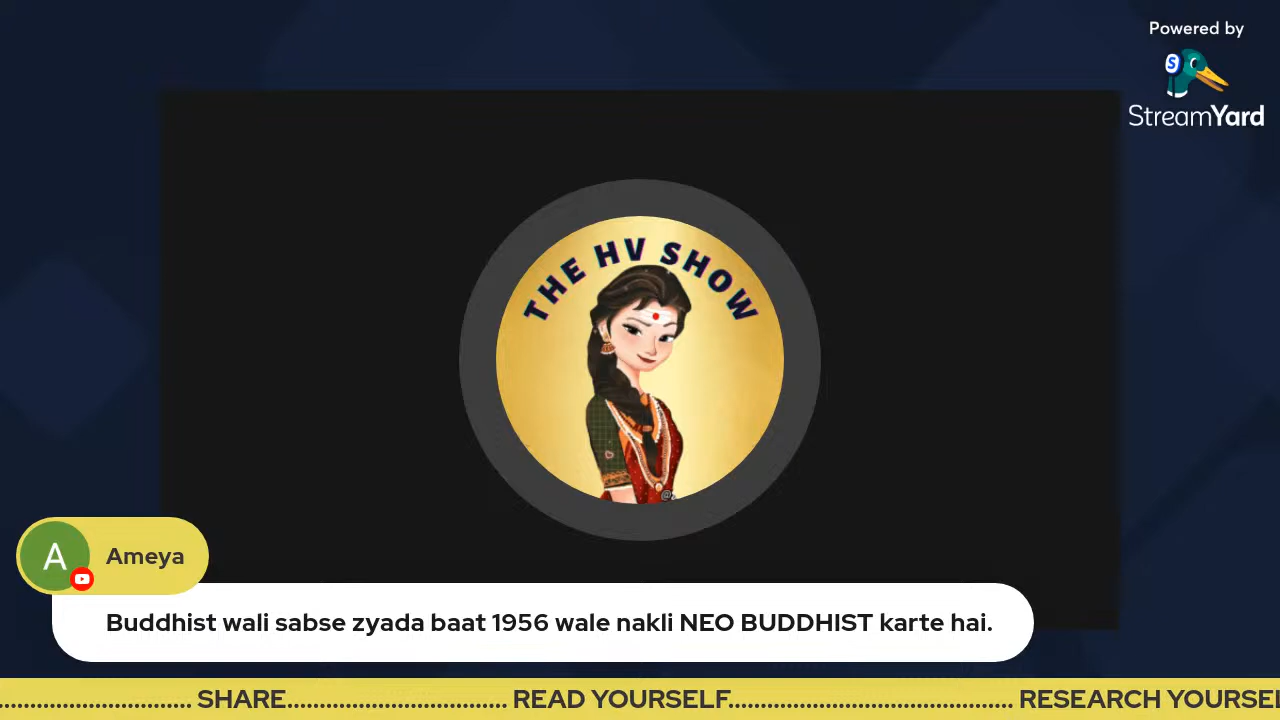 Powered by
StreamYard
THE HV SHOW
A Ameya
Buddhist wali sabse zyada baat 1956 wale nakli NEO BUDDHIST karte hai.
............................. SHARE................................. READ YOURSELF.......................................... RESEARCH YOURSEL